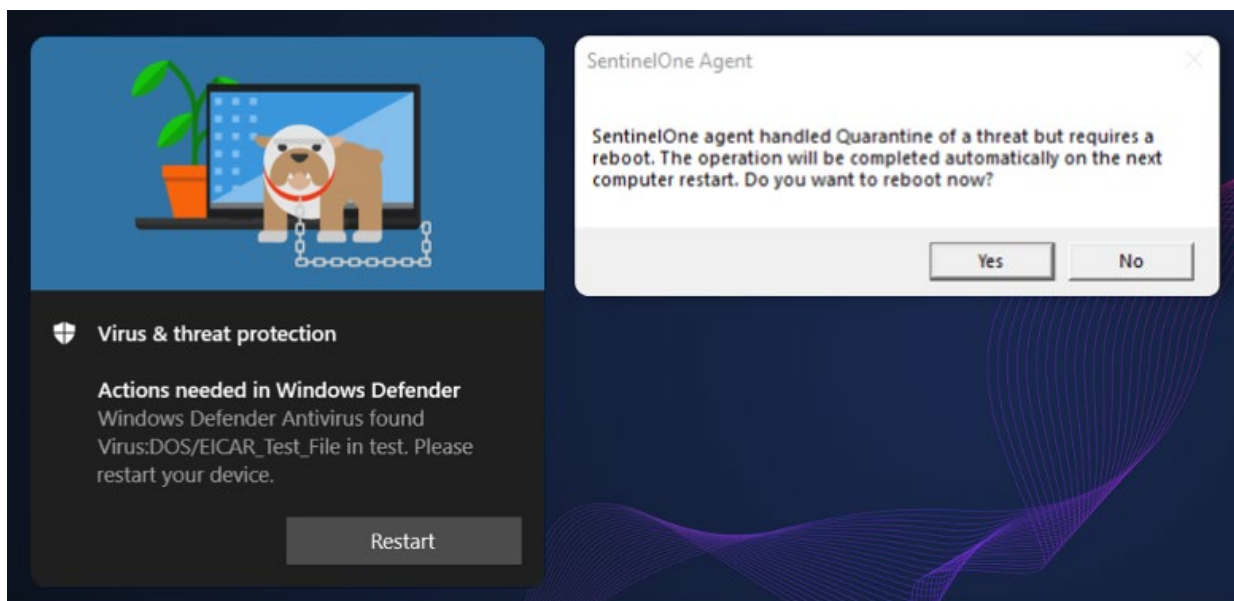 Virus & threat protection
Actions needed in Windows Defender
Windows Defender Antivirus found
Virus:DOS/EICAR_Test_File in test. Please
restart your device.
Restart
SentinelOne Agent
SentinelOne agent handled Quarantine of a threat but requires a
reboot. The operation will be completed automatically on the next
computer restart. Do you want to reboot now?
Yes
No